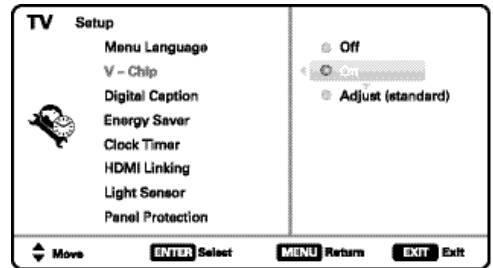 TV Setup
Menu Language
V - Chip
Digital Caption
Energy Saver
Clock Timer
HDMI Linking
Light Sensor
Panel Protection
Off
On
Adjust (standard)
Move ENTER Select MENU Return EXIT Exit